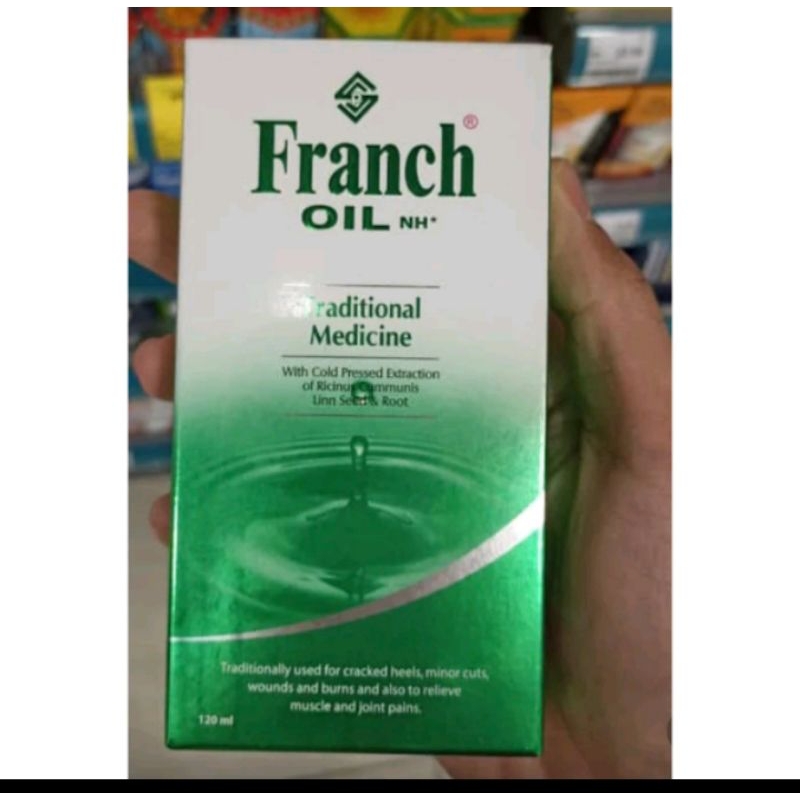 Franch®
OIL NH*
Traditional
Medicine
With Cold Pressed Extraction
of Ricinus Communis
Linn Seed & Root
Traditionally used for cracked heels, minor cuts,
wounds and burns and also to relieve
muscle and joint pains.
120 ml